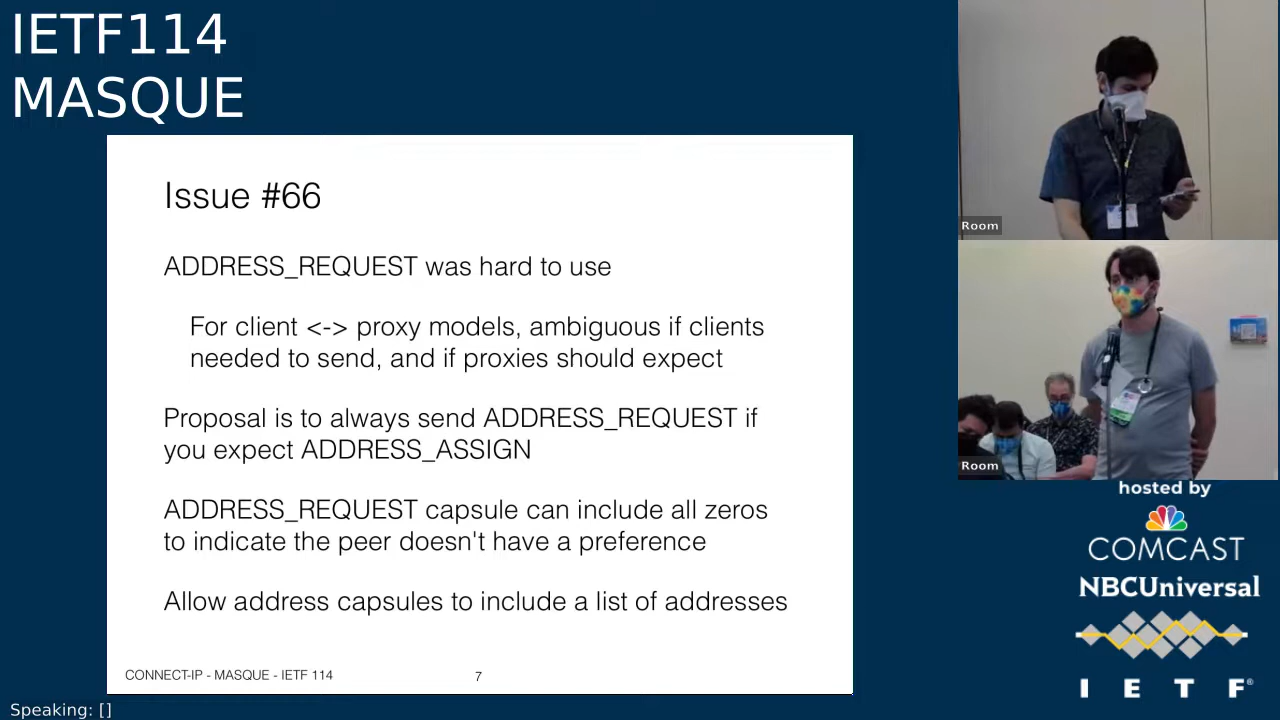 IETF114
MASQUE
Issue #66
ADDRESS_REQUEST was hard to use
For client <-> proxy models, ambiguous if clients
needed to send, and if proxies should expect
Proposal is to always send ADDRESS_REQUEST if
you expect ADDRESS_ASSIGN
ADDRESS_REQUEST capsule can include all zeros
to indicate the peer doesn't have a preference
Allow address capsules to include a list of addresses
CONNECT-IP - MASQUE - IETF 114
7
Room
Room
hosted by
COMCAST
NBCUniversal
I E T F®
Speaking: []